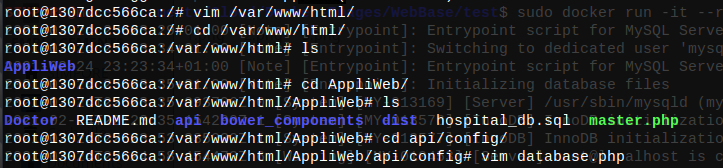 root@1307dcc566ca:/# vim /var/www/html/
root@1307dcc566ca:/# cd /var/www/html/
root@1307dcc566ca:/var/www/html# ls
AppliWeb
root@1307dcc566ca:/var/www/html# cd AppliWeb/
root@1307dcc566ca:/var/www/html/AppliWeb# ls
Doctor README.md api bower_components dist hospital_db.sql master.php
root@1307dcc566ca:/var/www/html/AppliWeb# cd api/config/
root@1307dcc566ca:/var/www/html/AppliWeb/api/config# vim database.php